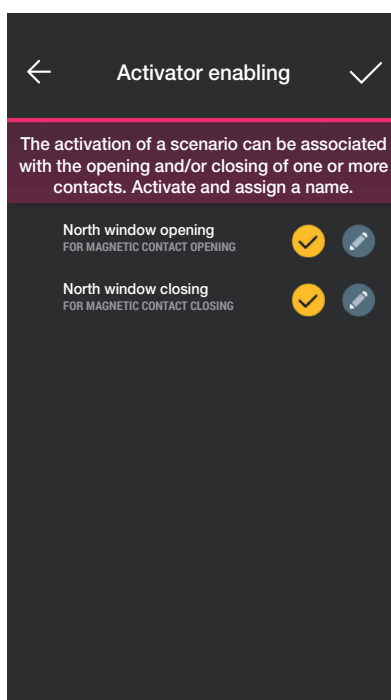 Activator enabling
The activation of a scenario can be associated
with the opening and/or closing of one or more
contacts. Activate and assign a name.
North window opening
FOR MAGNETIC CONTACT OPENING
North window closing
FOR MAGNETIC CONTACT CLOSING